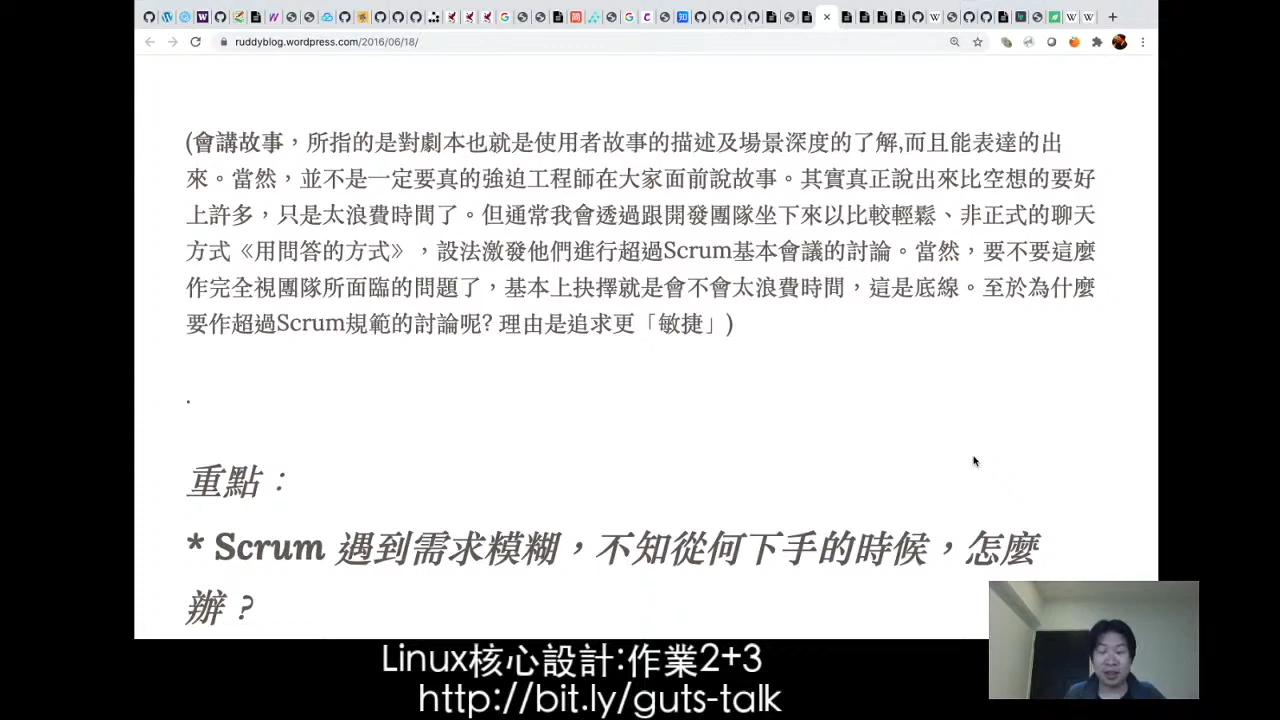 ruddyblog.wordpress.com/2016/06/18/
(會講故事，所指的是對劇本也就是使用者故事的描述及場景深度的了解,而且能表達的出
來。當然，並不是一定要真的強迫工程師在大家面前說故事。其實真正說出來比空想的要好
上許多，只是太浪費時間了。但通常我會透過跟開發團隊坐下來以比較輕鬆、非正式的聊天
方式《用問答的方式》，設法激發他們進行超過Scrum基本會議的討論。當然，要不要這麼
作完全視團隊所面臨的問題了，基本上抉擇就是會不會太浪費時間，這是底線。至於為什麼
要作超過Scrum規範的討論呢? 理由是追求更「敏捷」)
.
重點：
* Scrum 遇到需求模糊，不知從何下手的時候，怎麼
辦？
Linux核心設計:作業2+3
http://bit.ly/guts-talk